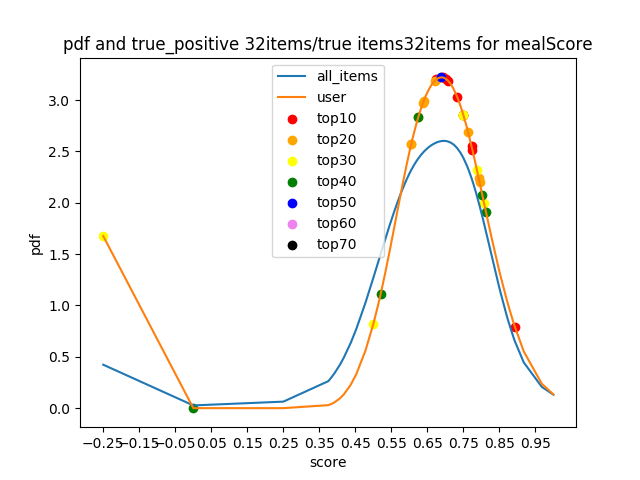 pdf and true_positive 32items/true items32items for mealScore
all_items
user
top10
top20
top30
top40
top50
top60
top70
pdf
3.0
2.5
2.0
1.5
1.0
0.5
0.0
−0.25 −0.15 −0.05 0.05 0.15 0.25 0.35 0.45 0.55 0.65 0.75 0.85 0.95
score